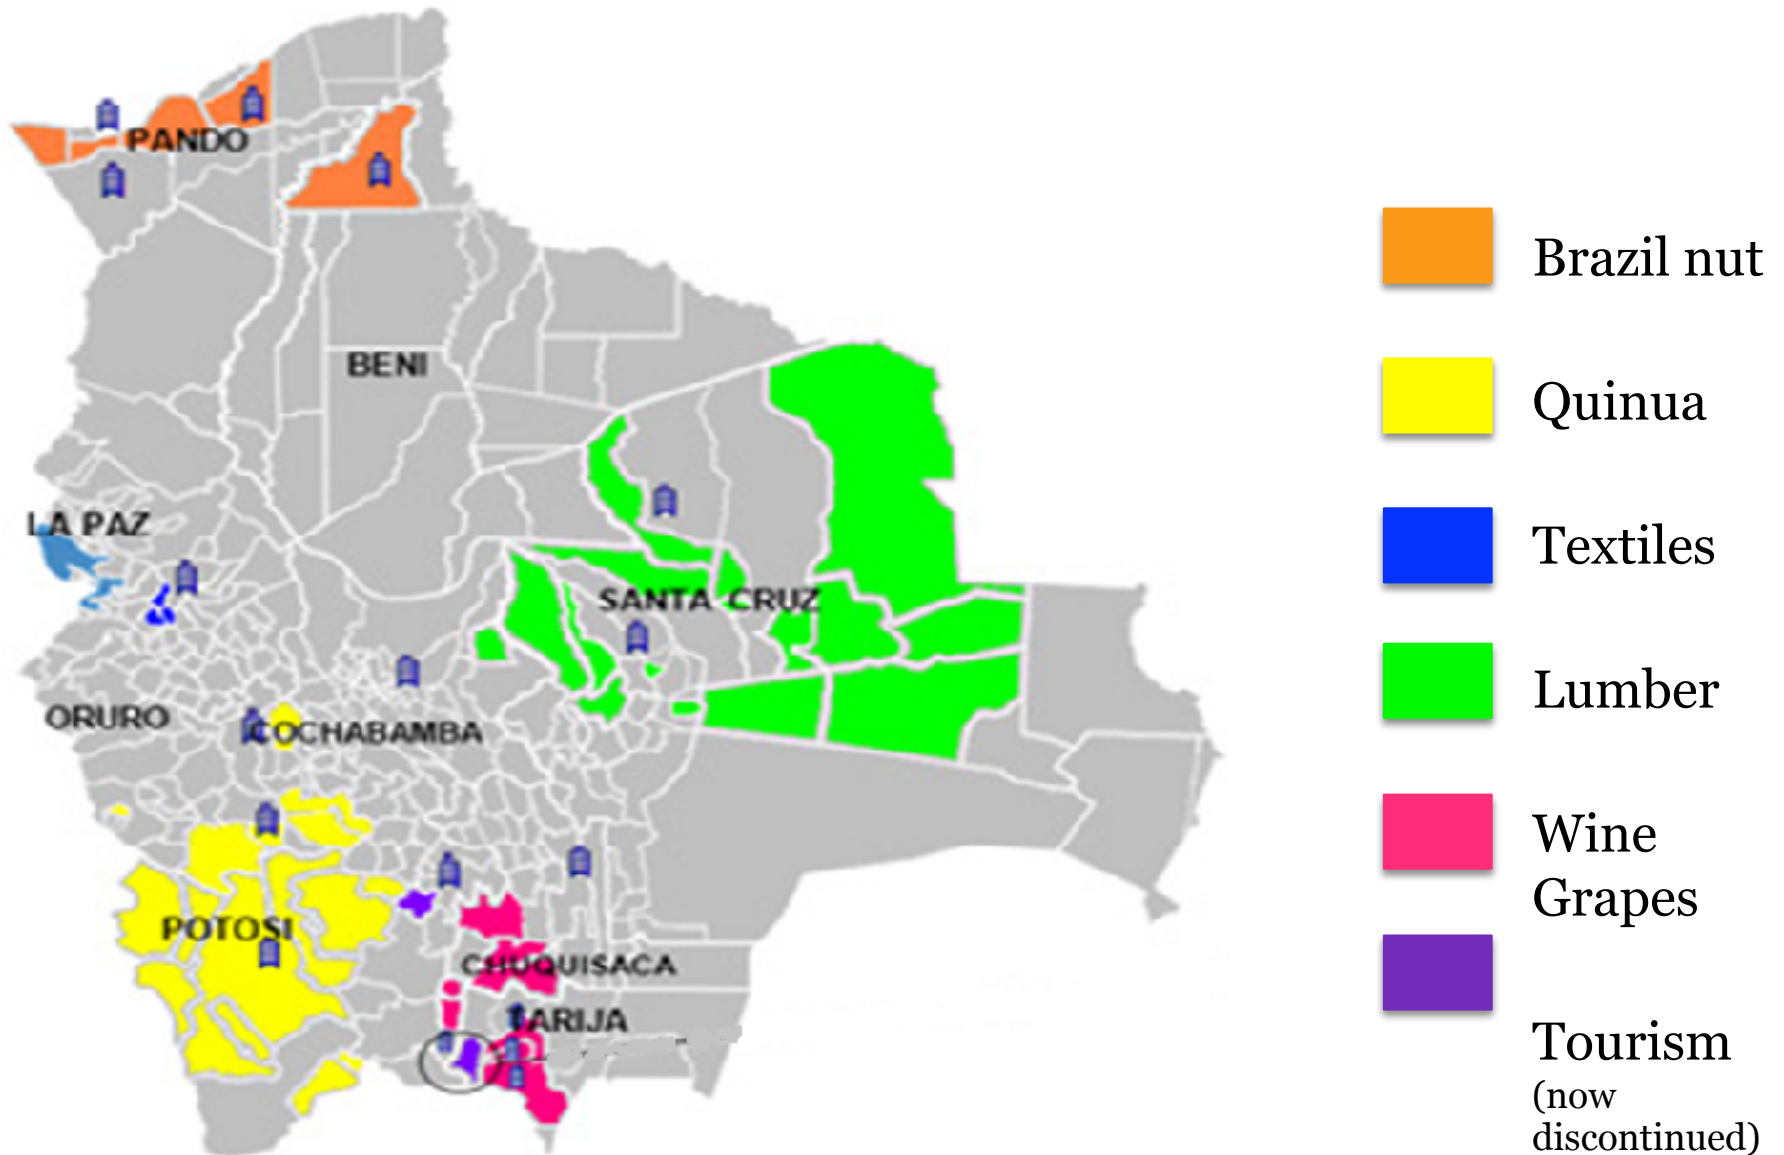 PANDO
BENI
LA PAZ
SANTA CRUZ
ORURO
COCHABAMBA
POTOSI
CHUQUISACA
TARIJA
Brazil nut
Quinua
Textiles
Lumber
Wine
Grapes
Tourism
(now
discontinued)